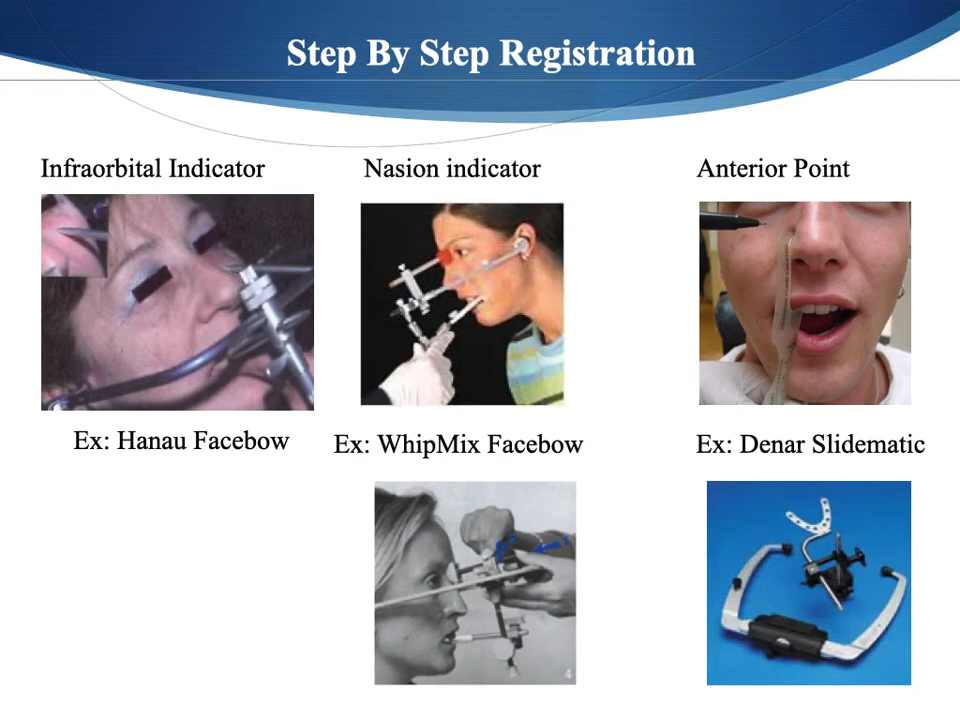 Step By Step Registration
Infraorbital Indicator
Nasion indicator
Anterior Point
Ex: Hanau Facebow
Ex: WhipMix Facebow
Ex: Denar Slidematic
4